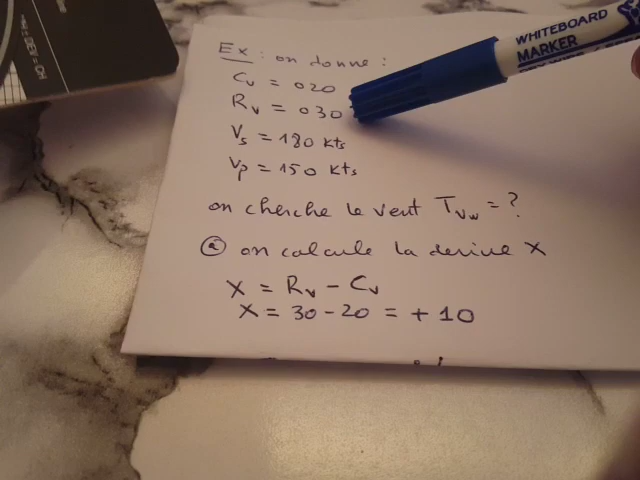 Ex : on donne :
Cv = 020
Rv = 030
Vs = 180 kts
Vp = 150 kts
on cherche le vent Tvw = ?
ⓐ on calcule la derive X
X = Rv - Cv
X = 30 - 20 = + 10
WHITEBOARD
MARKER